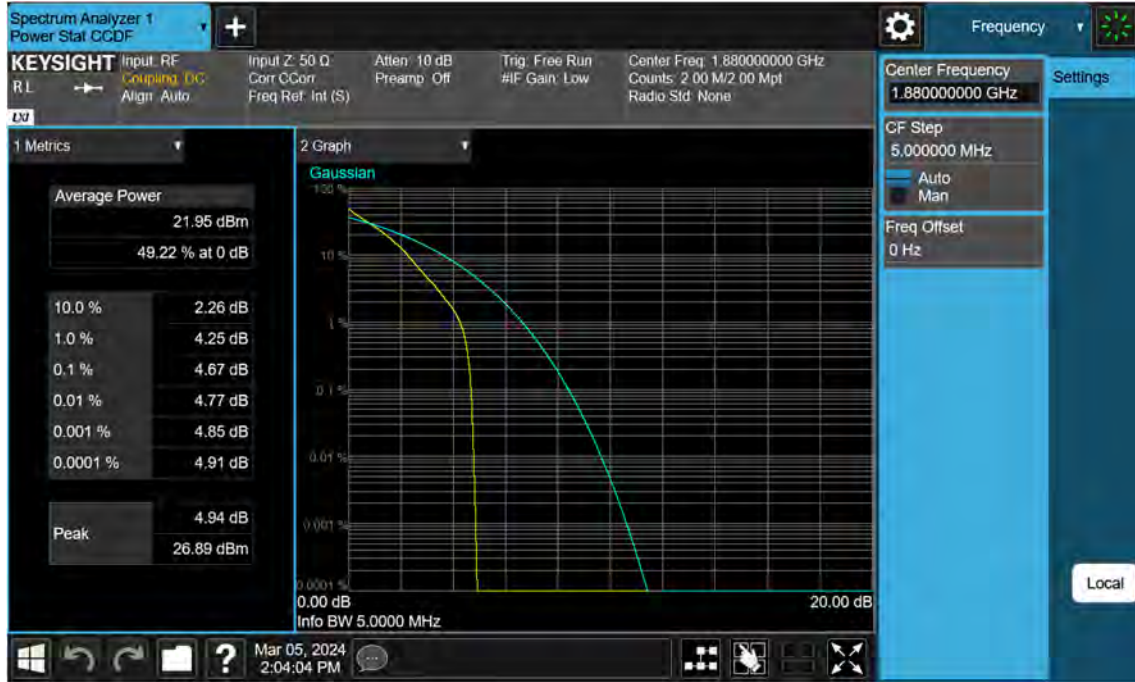 Spectrum Analyzer 1
Power Stat CCDF
+
Frequency
KEYSIGHT
RL
LXI
Input: RF
Coupling: DC
Align: Auto
Input Z: 50 Ω
Corr CCorr
Freq Ref: Int (S)
Atten: 10 dB
Preamp: Off
Trig: Free Run
#IF Gain: Low
Center Freq: 1.880000000 GHz
Counts: 2.00 M/2.00 Mpt
Radio Std: None
Center Frequency
1.880000000 GHz
Settings
CF Step
5.000000 MHz
Auto
Man
Freq Offset
0 Hz
1 Metrics
Average Power
21.95 dBm
49.22 % at 0 dB
10.0 % 2.26 dB
1.0 % 4.25 dB
0.1 % 4.67 dB
0.01 % 4.77 dB
0.001 % 4.85 dB
0.0001 % 4.91 dB
Peak
4.94 dB
26.89 dBm
2 Graph
Gaussian
100 %
10 %
1 %
0.1 %
0.01 %
0.001 %
0.0001 %
0.00 dB
20.00 dB
Info BW 5.0000 MHz
Local
?
Mar 05, 2024
2:04:04 PM